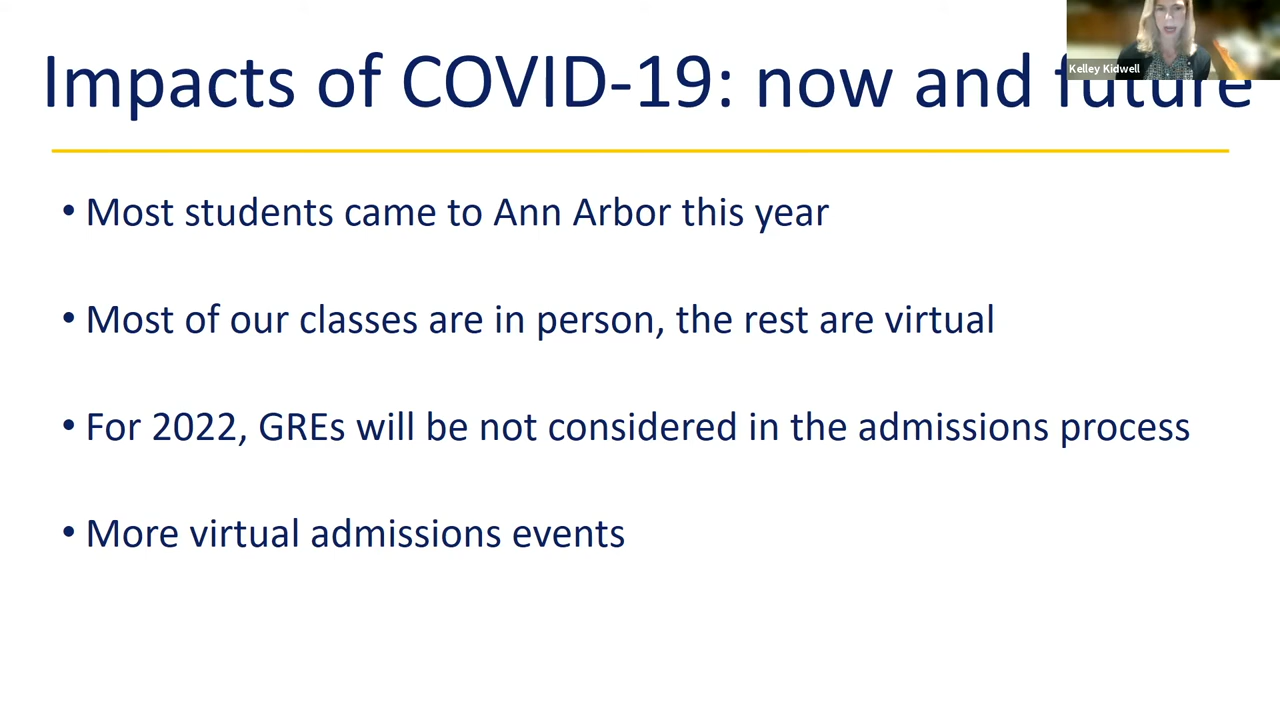 Impacts of COVID-19: now and future
Kelley Kidwell
• Most students came to Ann Arbor this year
• Most of our classes are in person, the rest are virtual
• For 2022, GREs will be not considered in the admissions process
• More virtual admissions events